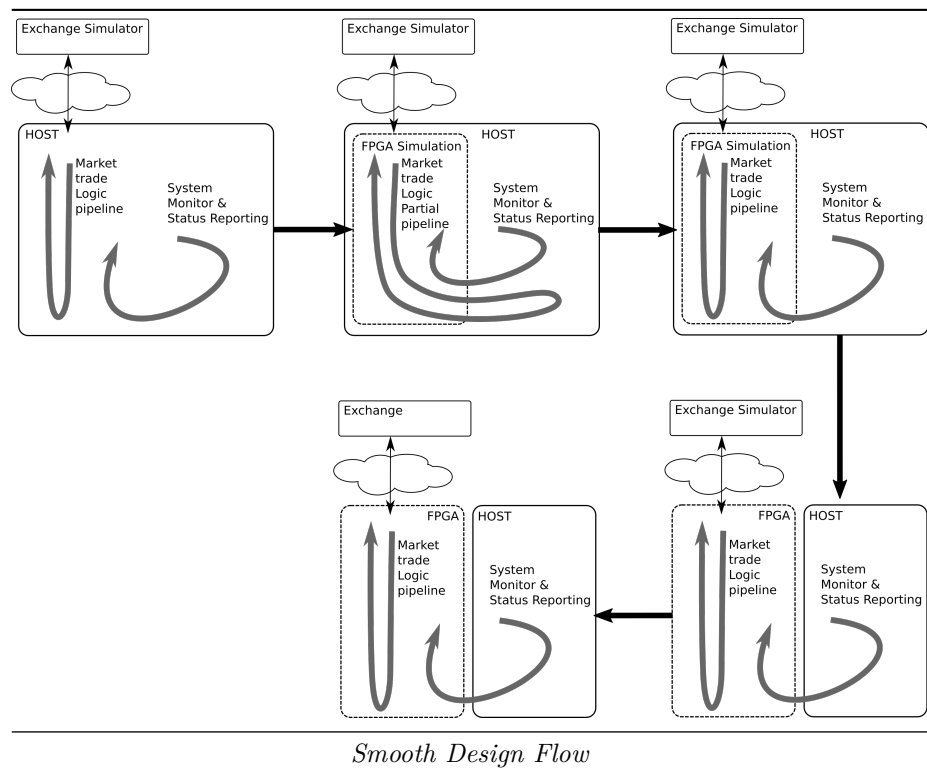 Exchange Simulator
HOST
Market
trade
Logic
pipeline
System
Monitor &
Status Reporting
Exchange Simulator
HOST
FPGA Simulation
Market
trade
Logic
Partial
pipeline
System
Monitor &
Status Reporting
Exchange Simulator
HOST
FPGA Simulation
Market
trade
Logic
pipeline
System
Monitor &
Status Reporting
Exchange
FPGA
HOST
Market
trade
Logic
pipeline
System
Monitor &
Status Reporting
Exchange Simulator
FPGA
HOST
Market
trade
Logic
pipeline
System
Monitor &
Status Reporting
Smooth Design Flow